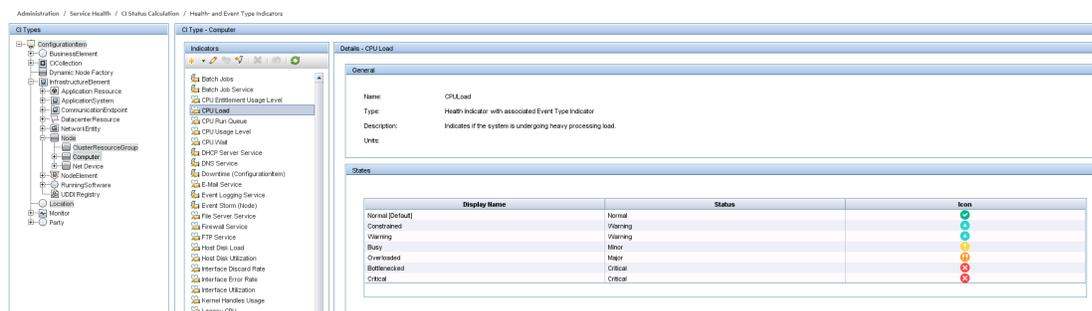 Administration / Service Health / CI Status Calculation / Health- and Event Type Indicators
CI Types
ConfigurationItem
BusinessElement
CiCollection
Dynamic Node Factory
InfrastructureElement
Application Resource
ApplicationSystem
CommunicationEndpoint
DatacenterResource
NetworkEntity
Node
ClusterResourceGroup
Computer
Net Device
NodeElement
RunningSoftware
UDDI Registry
Location
Monitor
Party
CI Type - Computer
Indicators
Batch Jobs
Batch Job Service
CPU Entitlement Usage Level
CPU Load
CPU Run Queue
CPU Usage Level
CPU Wait
DHCP Server Service
DNS Service
Downtime (ConfigurationItem)
E-Mail Service
Event Logging Service
Event Storm (Node)
File Server Service
Firewall Service
FTP Service
Host Disk Load
Host Disk Utilization
Interface Discard Rate
Interface Error Rate
Interface Utilization
Kernel Handles Usage
Legacy CPU
Details - CPU Load
General
Name: CPULoad
Type: Health Indicator with associated Event Type Indicator
Description: Indicates if the system is undergoing heavy processing load.
Units:
States
Display Name Status Icon
Normal [Default] Normal
Constrained Warning
Warning Warning
Busy Minor
Overloaded Major
Bottlenecked Critical
Critical Critical